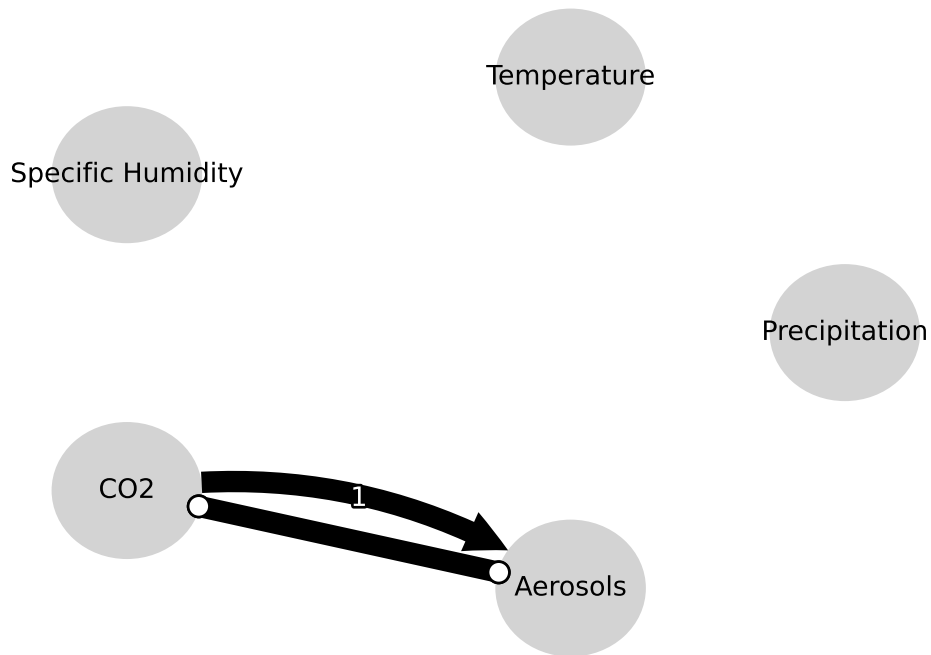 Temperature
Specific Humidity
Precipitation
CO2
1
Aerosols